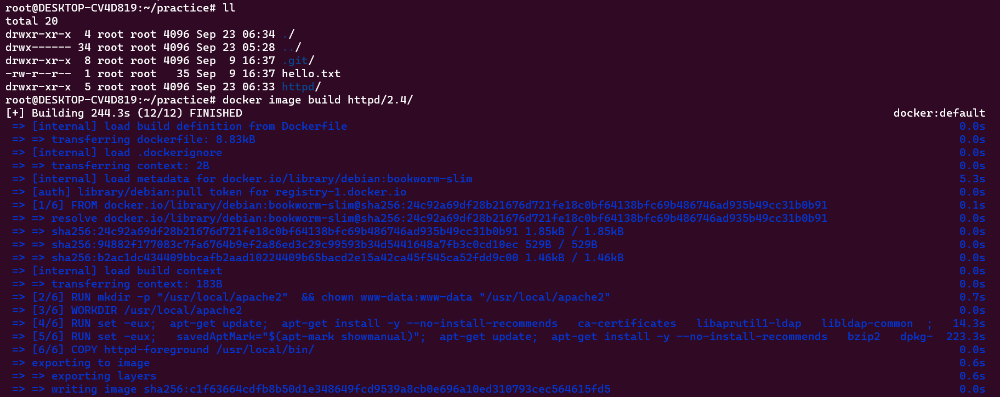 root@DESKTOP-CV4D819:~/practice# ll
total 20
drwxr-xr-x  4 root root 4096 Sep 23 06:34 ./
drwx------ 34 root root 4096 Sep 23 05:28 ../
drwxr-xr-x  8 root root 4096 Sep  9 16:37 .git/
-rw-r--r--  1 root root   35 Sep  9 16:37 hello.txt
drwxr-xr-x  5 root root 4096 Sep 23 06:33 httpd/
root@DESKTOP-CV4D819:~/practice# docker image build httpd/2.4/
[+] Building 244.3s (12/12) FINISHED docker:default
 => [internal] load build definition from Dockerfile 0.0s
 => => transferring dockerfile: 8.83kB 0.0s
 => [internal] load .dockerignore 0.0s
 => => transferring context: 2B 0.0s
 => [internal] load metadata for docker.io/library/debian:bookworm-slim 5.3s
 => [auth] library/debian:pull token for registry-1.docker.io 0.0s
 => [1/6] FROM docker.io/library/debian:bookworm-slim@sha256:24c92a69df28b21676d721fe18c0bf64138bfc69b486746ad935b49cc31b0b91 0.1s
 => => resolve docker.io/library/debian:bookworm-slim@sha256:24c92a69df28b21676d721fe18c0bf64138bfc69b486746ad935b49cc31b0b91 0.0s
 => => sha256:24c92a69df28b21676d721fe18c0bf64138bfc69b486746ad935b49cc31b0b91 1.85kB / 1.85kB 0.0s
 => => sha256:94882f177083c7fa6764b9ef2a86ed3c29c99593b34d5441648a7fb3c0cd10ec 529B / 529B 0.0s
 => => sha256:b2ac1dc434409bbcafb2aad10224409b65bacd2e15a42ca45f545ca52fdd9c00 1.46kB / 1.46kB 0.0s
 => [internal] load build context 0.0s
 => => transferring context: 183B 0.0s
 => [2/6] RUN mkdir -p "/usr/local/apache2"  && chown www-data:www-data "/usr/local/apache2" 0.7s
 => [3/6] WORKDIR /usr/local/apache2 0.0s
 => [4/6] RUN set -eux;  apt-get update;  apt-get install -y --no-install-recommends   ca-certificates   libaprutil1-ldap   libldap-common  ; 14.3s
 => [5/6] RUN set -eux;   savedAptMark="$(apt-mark showmanual)";  apt-get update;  apt-get install -y --no-install-recommends   bzip2   dpkg- 223.3s
 => [6/6] COPY httpd-foreground /usr/local/bin/ 0.0s
 => exporting to image 0.6s
 => => exporting layers 0.6s
 => => writing image sha256:c1f63664cdfb8b50d1e348649fcd9539a8cb0e696a10ed310793cec564615fd5 0.0s